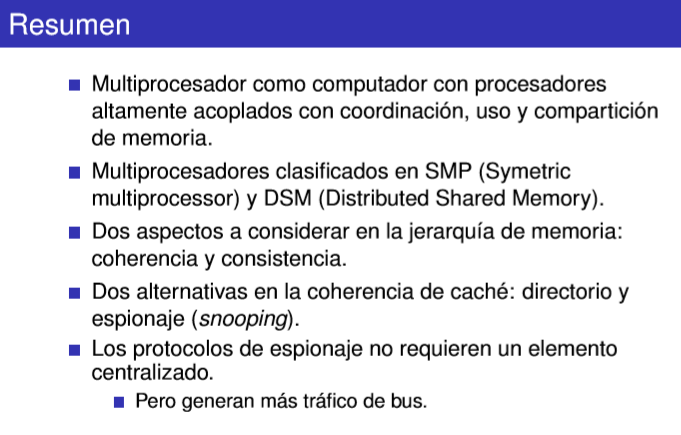 Resumen
Multiprocesador como computador con procesadores
altamente acoplados con coordinación, uso y compartición
de memoria.
Multiprocesadores clasificados en SMP (Symetric
multiprocessor) y DSM (Distributed Shared Memory).
Dos aspectos a considerar en la jerarquía de memoria:
coherencia y consistencia.
Dos alternativas en la coherencia de caché: directorio y
espionaje (snooping).
Los protocolos de espionaje no requieren un elemento
centralizado.
Pero generan más tráfico de bus.